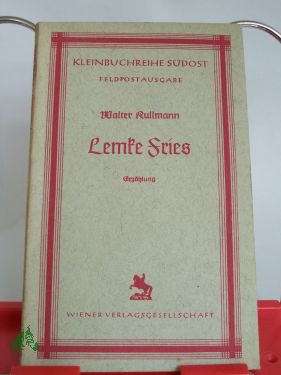 KLEINBUCHREIHE SÜDOST
FELDPOSTAUSGABE
Walter Kullmann
Lemke Fries
Erzählung
WIENER VERLAGSGESELLSCHAFT